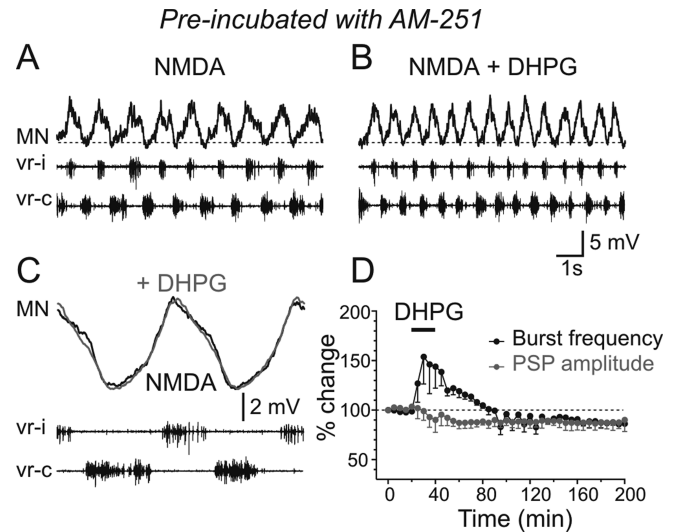 Pre-incubated with AM-251
A
NMDA
MN
vr-i
vr-c
B
NMDA + DHPG
5 mV
1s
C
+ DHPG
MN
NMDA
2 mV
vr-i
vr-c
D
DHPG
Burst frequency
PSP amplitude
% change
200
150
100
50
0 40 80 120 160 200
Time (min)